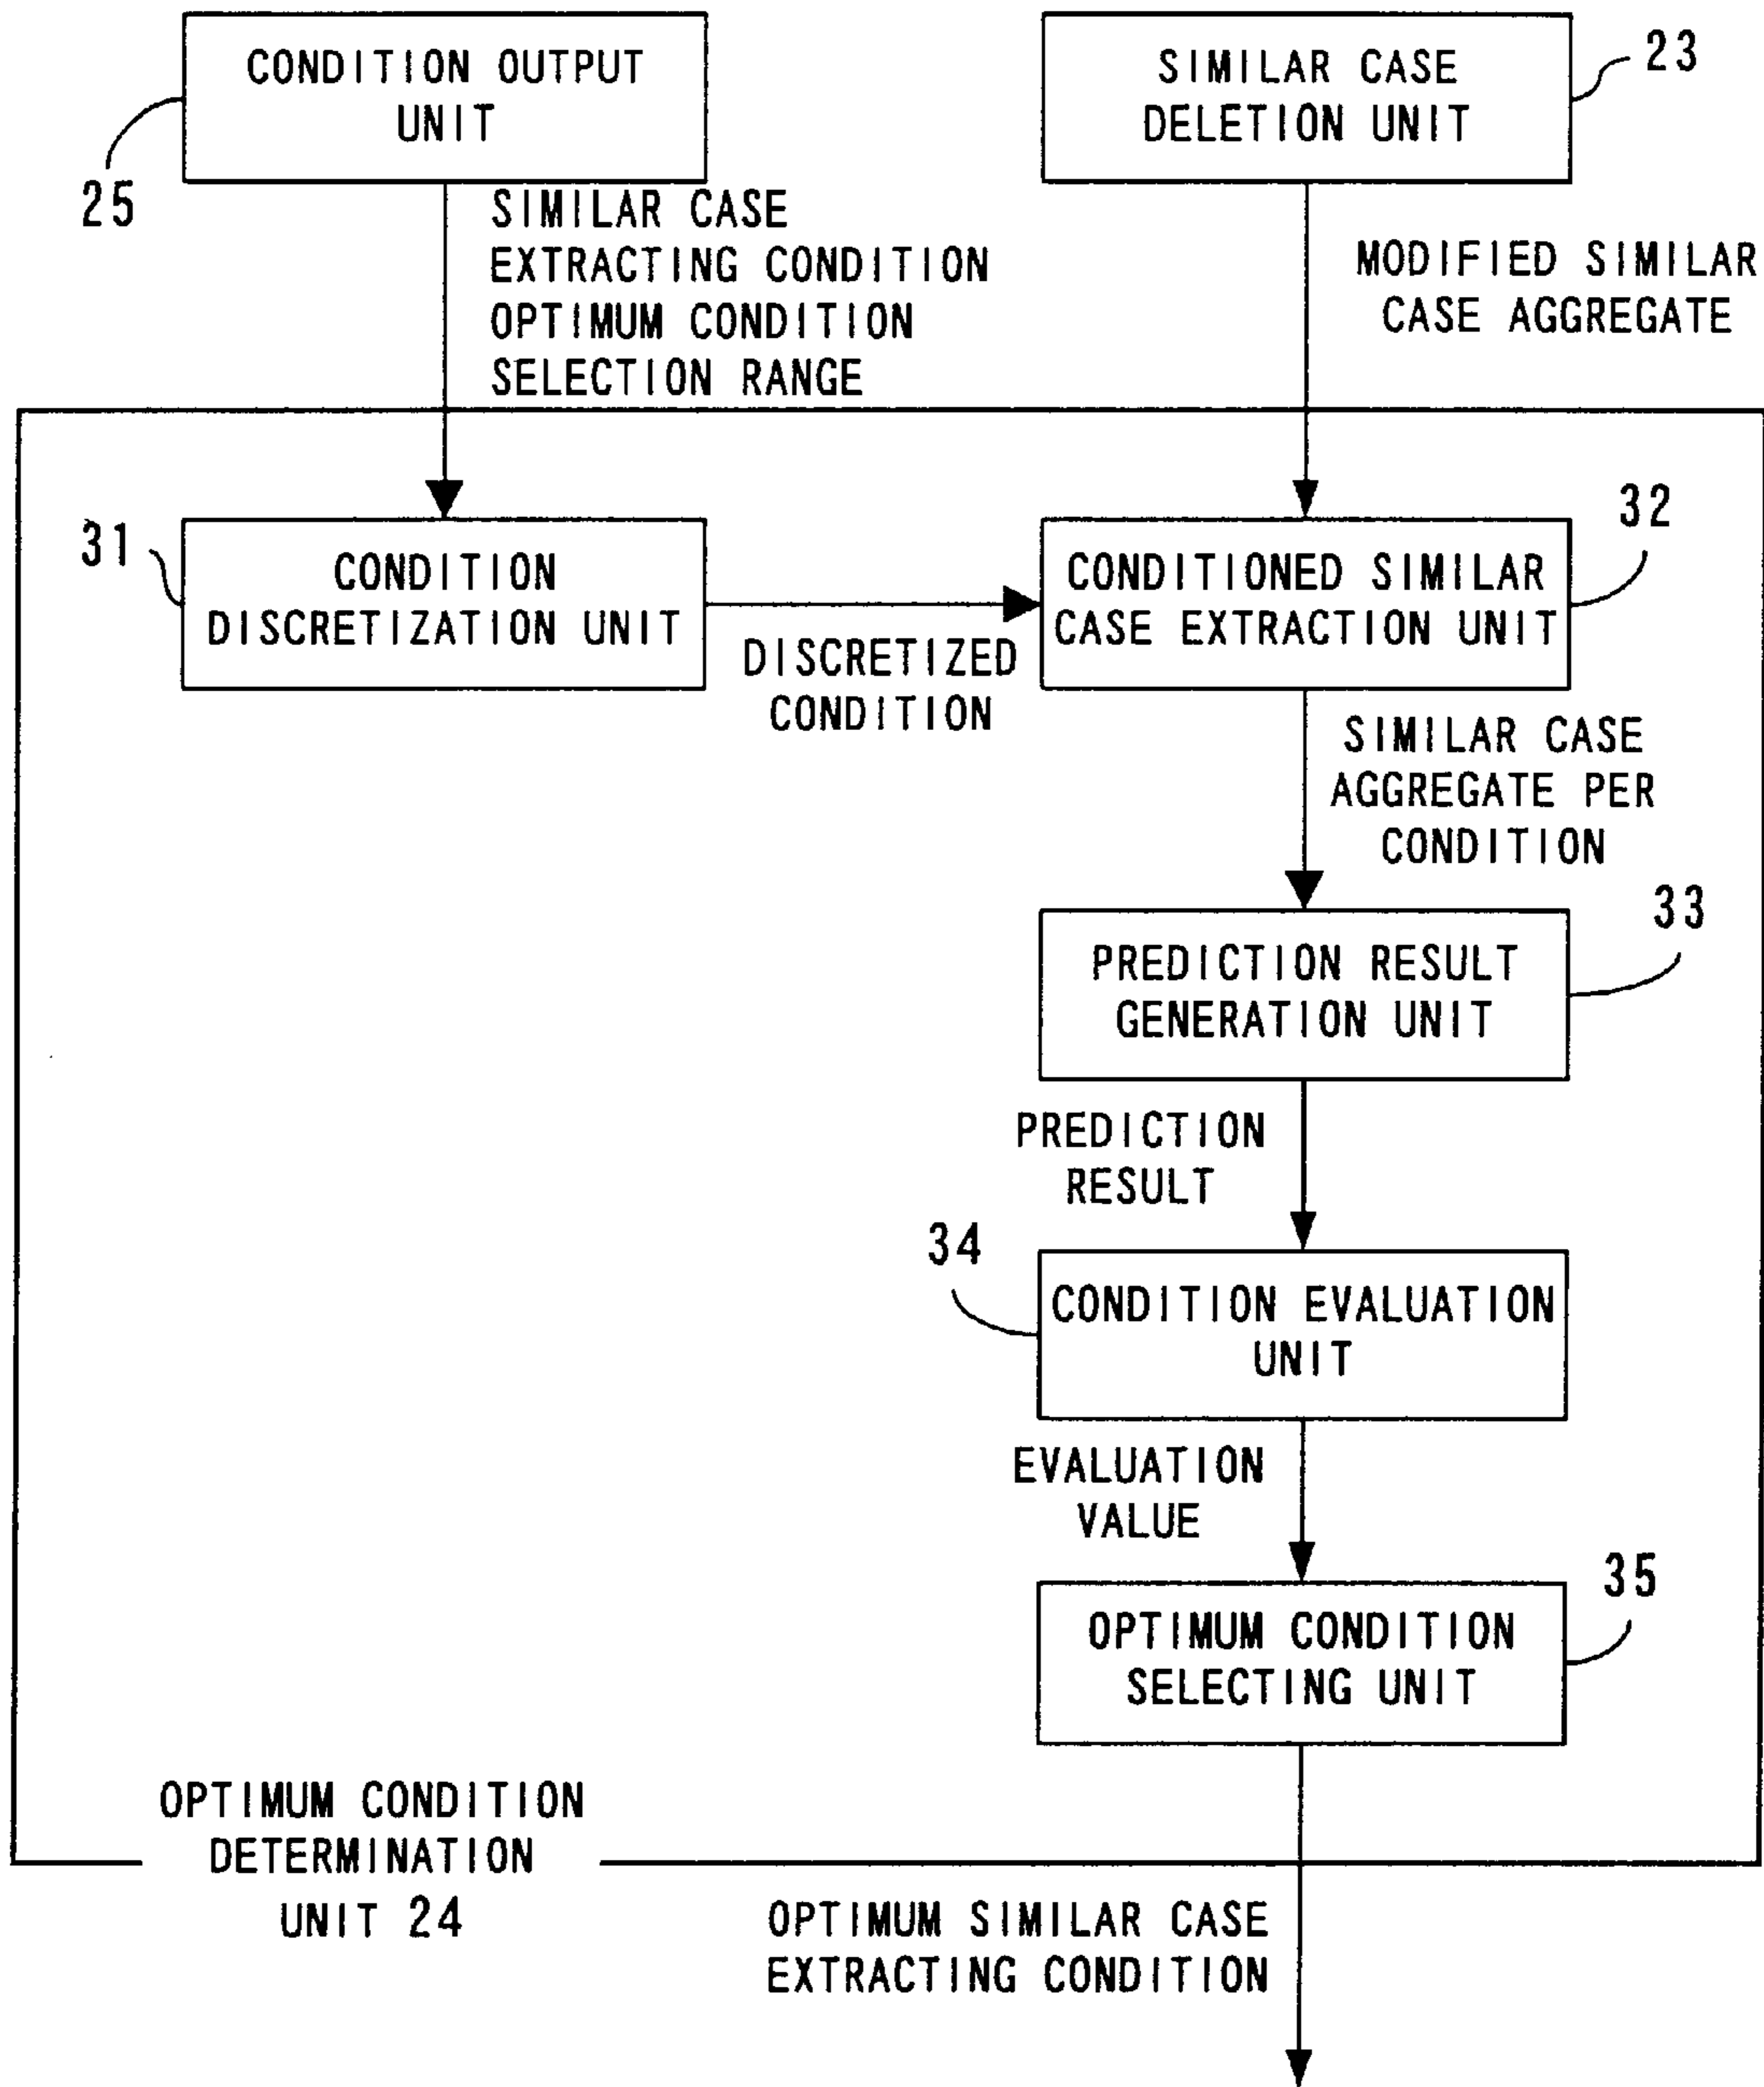 CONDITION OUTPUT
UNIT
25
SIMILAR CASE
DELETION UNIT
23
SIMILAR CASE
EXTRACTING CONDITION
OPTIMUM CONDITION
SELECTION RANGE
MODIFIED SIMILAR
CASE AGGREGATE
31
CONDITION
DISCRETIZATION UNIT
DISCRETIZED
CONDITION
32
CONDITIONED SIMILAR
CASE EXTRACTION UNIT
SIMILAR CASE
AGGREGATE PER
CONDITION
33
PREDICTION RESULT
GENERATION UNIT
PREDICTION
RESULT
34
CONDITION EVALUATION
UNIT
EVALUATION
VALUE
35
OPTIMUM CONDITION
SELECTING UNIT
OPTIMUM CONDITION
DETERMINATION
UNIT 24
OPTIMUM SIMILAR CASE
EXTRACTING CONDITION